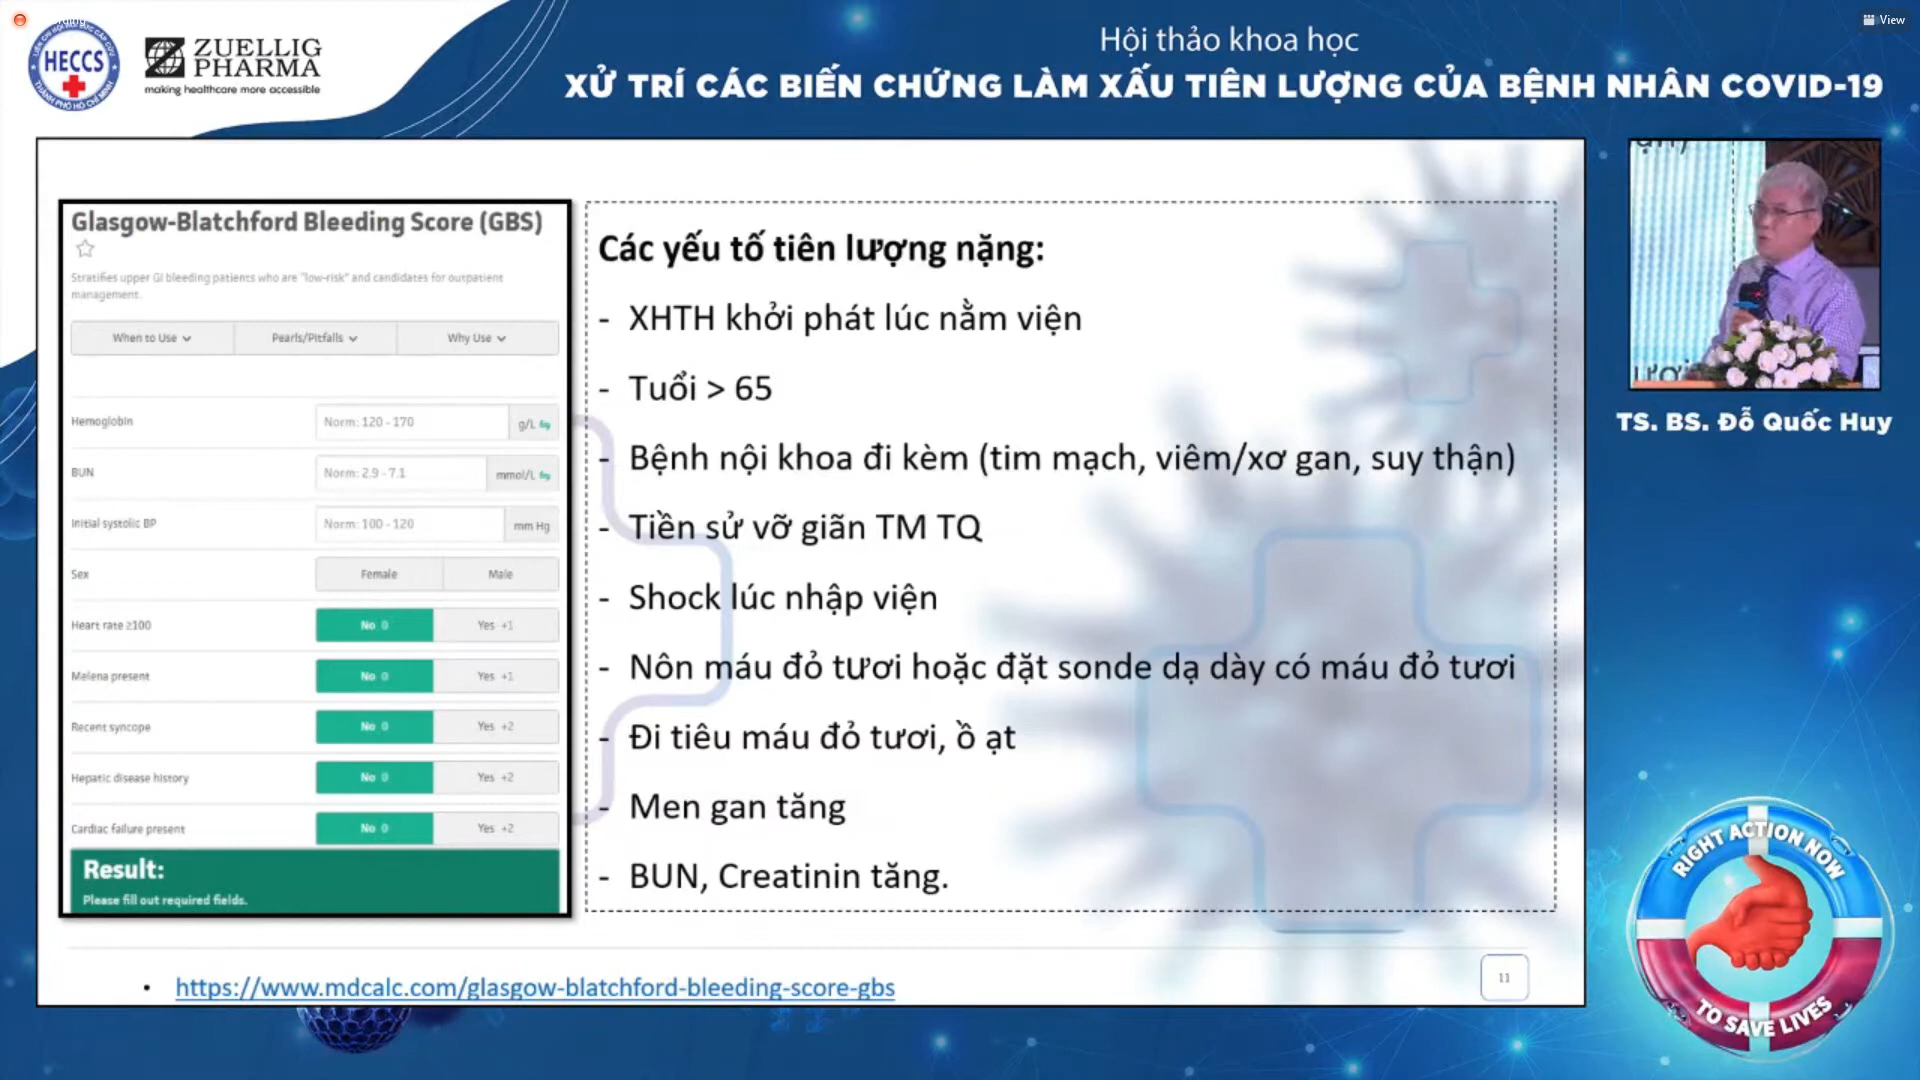 View
HECCS
THÀNH PHỐ HỒ CHÍ MINH
ZUELLIG
PHARMA
making healthcare more accessible
Hội thảo khoa học
XỬ TRÍ CÁC BIẾN CHỨNG LÀM XẤU TIÊN LƯỢNG CỦA BỆNH NHÂN COVID-19
Glasgow-Blatchford Bleeding Score (GBS)
Stratifies upper GI bleeding patients who are "low-risk" and candidates for outpatient
management.
When to Use
Pearls/Pitfalls
Why Use
Hemoglobin Norm: 120 - 170 g/L
BUN Norm: 2.9 - 7.1 mmol/L
Initial systolic BP Norm: 100 - 120 mm Hg
Sex Female Male
Heart rate ≥100 No 0 Yes +1
Melena present No 0 Yes +1
Recent syncope No 0 Yes +2
Hepatic disease history No 0 Yes +2
Cardiac failure present No 0 Yes +2
Result:
Please fill out required fields.
Các yếu tố tiên lượng nặng:
- XHTH khởi phát lúc nằm viện
- Tuổi > 65
- Bệnh nội khoa đi kèm (tim mạch, viêm/xơ gan, suy thận)
- Tiền sử vỡ giãn TM TQ
- Shock lúc nhập viện
- Nôn máu đỏ tươi hoặc đặt sonde dạ dày có máu đỏ tươi
- Đi tiêu máu đỏ tươi, ồ ạt
- Men gan tăng
- BUN, Creatinin tăng.
• https://www.mdcalc.com/glasgow-blatchford-bleeding-score-gbs
11
TS. BS. Đỗ Quốc Huy
RIGHT ACTION NOW
TO SAVE LIVES